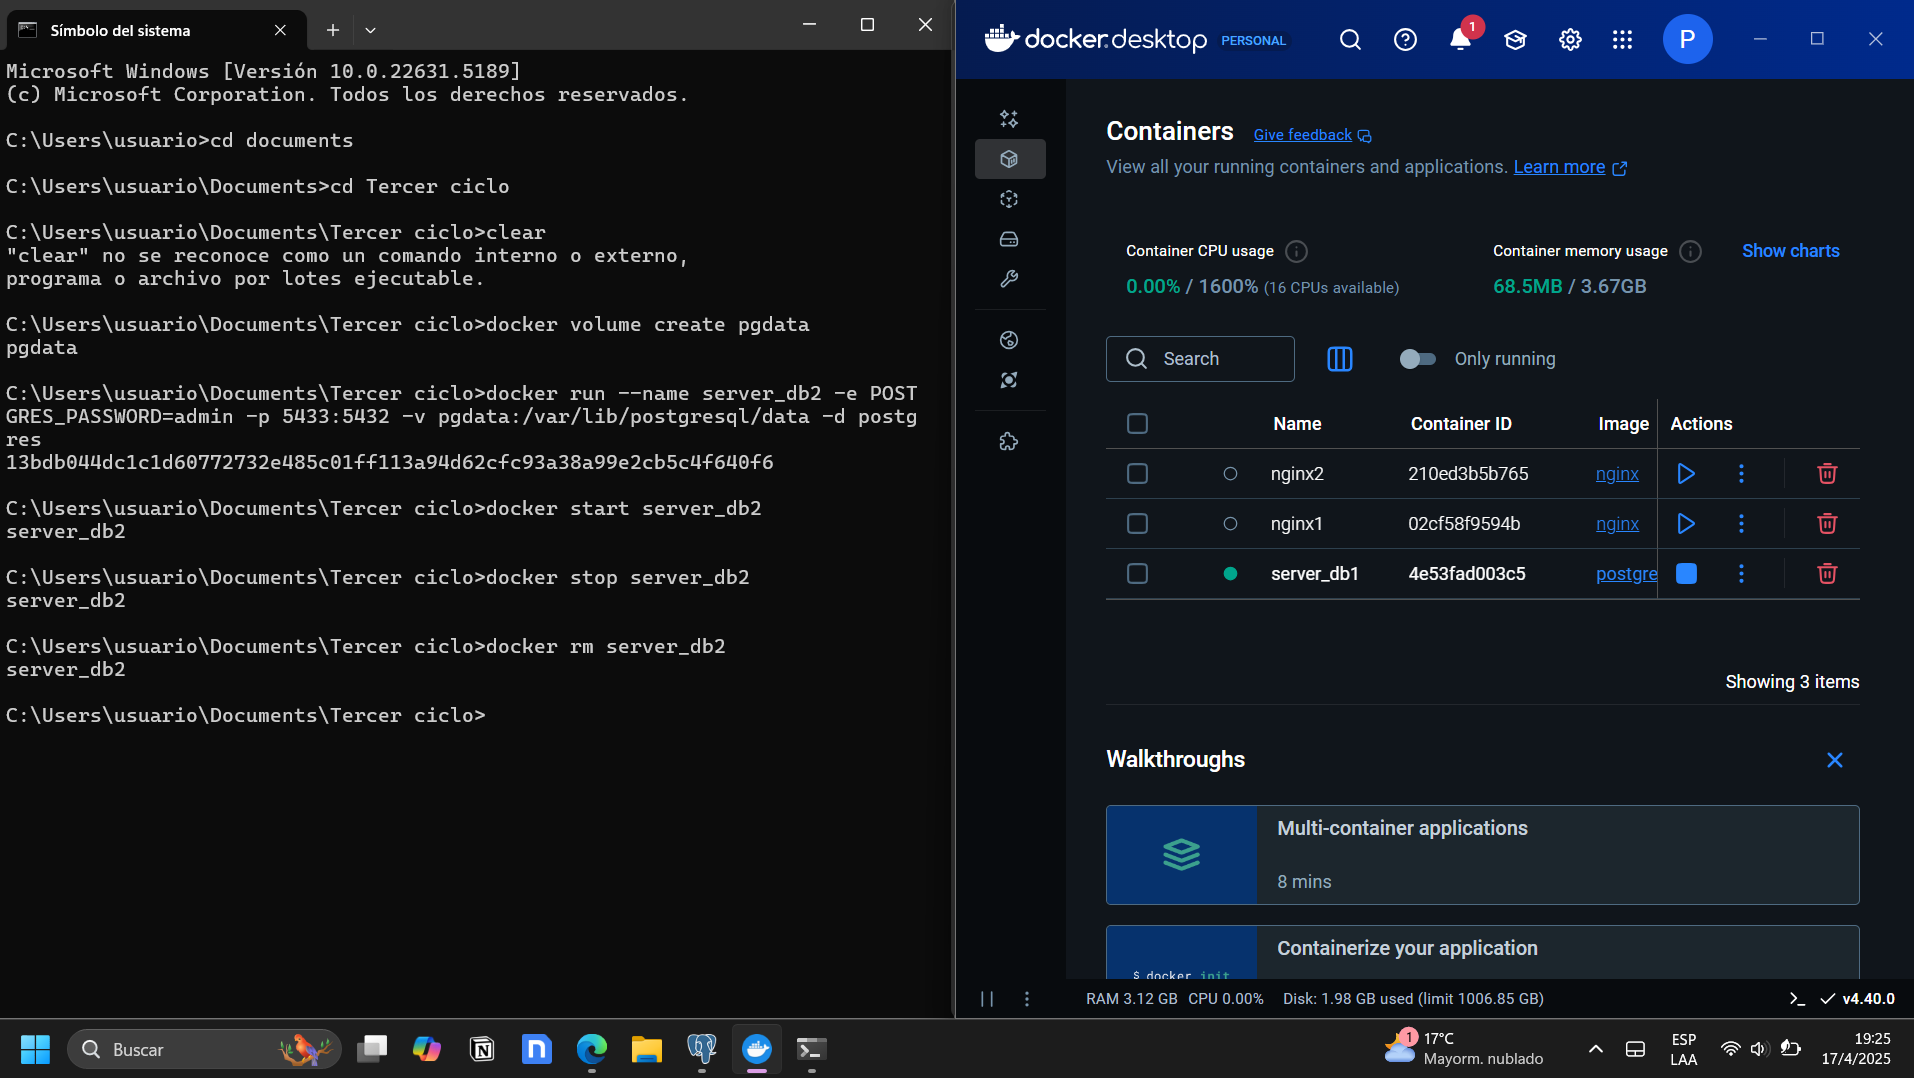 Símbolo del sistema
Microsoft Windows [Versión 10.0.22631.5189]
(c) Microsoft Corporation. Todos los derechos reservados.
C:\Users\usuario>cd documents
C:\Users\usuario\Documents>cd Tercer ciclo
C:\Users\usuario\Documents\Tercer ciclo>clear
"clear" no se reconoce como un comando interno o externo,
programa o archivo por lotes ejecutable.
C:\Users\usuario\Documents\Tercer ciclo>docker volume create pgdata
pgdata
C:\Users\usuario\Documents\Tercer ciclo>docker run --name server_db2 -e POST
GRES_PASSWORD=admin -p 5433:5432 -v pgdata:/var/lib/postgresql/data -d postg
res
13bdb044dc1c1d60772732e485c01ff113a94d62cfc93a38a99e2cb5c4f640f6
C:\Users\usuario\Documents\Tercer ciclo>docker start server_db2
server_db2
C:\Users\usuario\Documents\Tercer ciclo>docker stop server_db2
server_db2
C:\Users\usuario\Documents\Tercer ciclo>docker rm server_db2
server_db2
C:\Users\usuario\Documents\Tercer ciclo>
docker.desktop PERSONAL 1 P
Containers Give feedback
View all your running containers and applications. Learn more
Container CPU usage Container memory usage Show charts
0.00% / 1600% (16 CPUs available) 68.5MB / 3.67GB
Search Only running
Name Container ID Image Actions
nginx2 210ed3b5b765 nginx
nginx1 02cf58f9594b nginx
server_db1 4e53fad003c5 postgre
Showing 3 items
Walkthroughs
Multi-container applications
8 mins
Containerize your application
$ docker init
RAM 3.12 GB CPU 0.00% Disk: 1.98 GB used (limit 1006.85 GB) v4.40.0
Buscar
1 17°C
Mayorm. nublado
ESP
LAA
19:25
17/4/2025